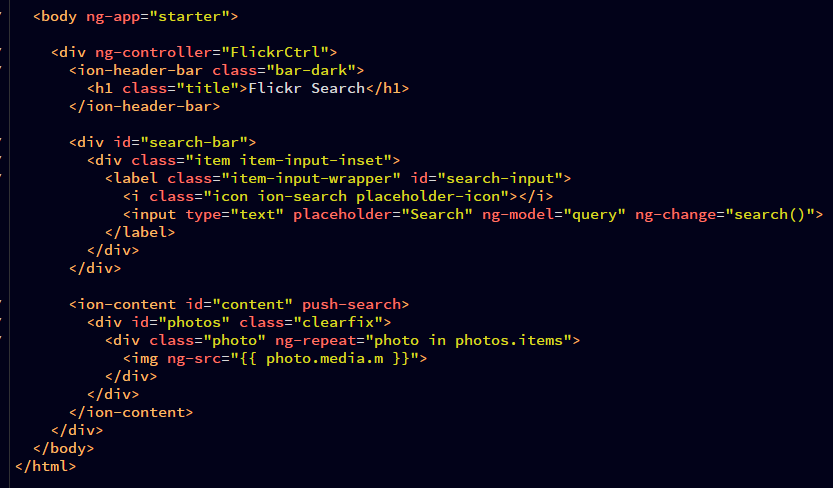 <body ng-app="starter">
<div ng-controller="FlickrCtrl">
<ion-header-bar class="bar-dark">
<h1 class="title">Flickr Search</h1>
</ion-header-bar>
<div id="search-bar">
<div class="item item-input-inset">
<label class="item-input-wrapper" id="search-input">
<i class="icon ion-search placeholder-icon"></i>
<input type="text" placeholder="Search" ng-model="query" ng-change="search()">
</label>
</div>
</div>
<ion-content id="content" push-search>
<div id="photos" class="clearfix">
<div class="photo" ng-repeat="photo in photos.items">
<img ng-src="{{ photo.media.m }}">
</div>
</div>
</ion-content>
</div>
</body>
</html>